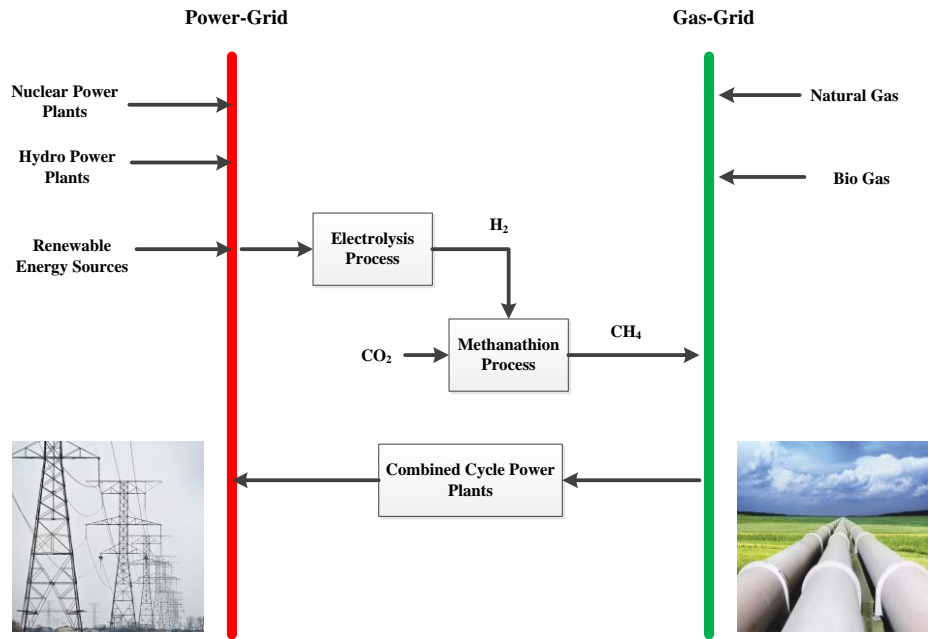 Power-Grid
Gas-Grid
Nuclear Power
Plants
Natural Gas
Hydro Power
Plants
Bio Gas
Renewable
Energy Sources
Electrolysis
Process
H₂
CO₂
Methanathion
Process
CH₄
Combined Cycle Power
Plants